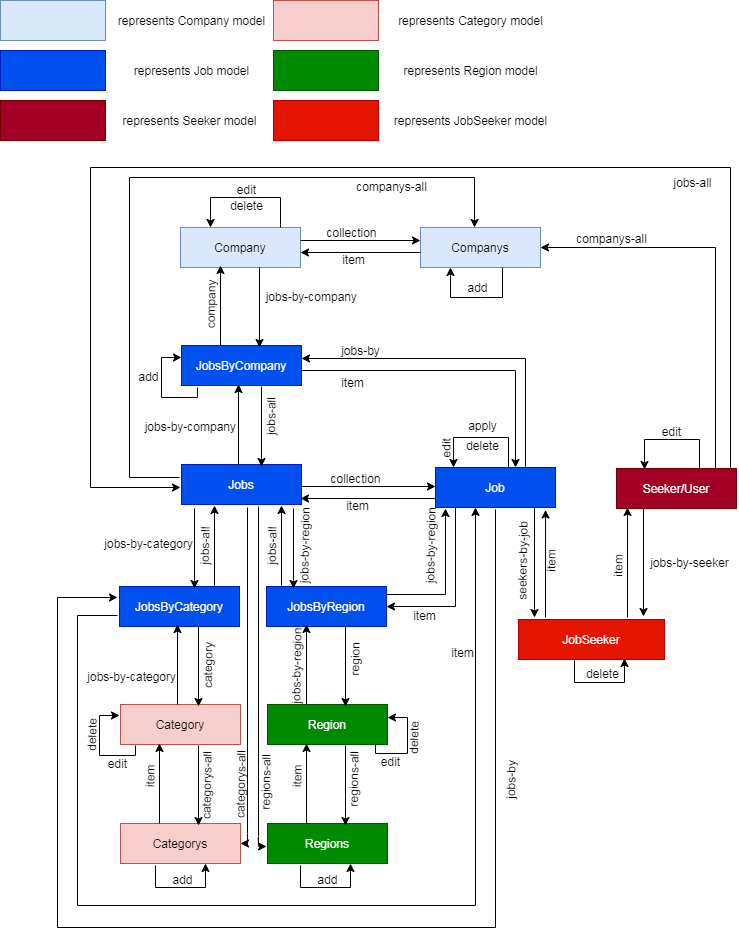 represents Company model
represents Category model
represents Job model
represents Region model
represents Seeker model
represents JobSeeker model
jobs-all
companys-all
edit
delete
collection
companys-all
Company
Companys
item
add
company
jobs-by-company
jobs-by
JobsByCompany
add
item
jobs-all
jobs-by-company
apply
edit
delete
edit
collection
Jobs
Job
Seeker/User
item
jobs-by-category
jobs-all
jobs-all
jobs-by-region
jobs-by-region
seekers-by-job
item
item
jobs-by-seeker
JobsByCategory
JobsByRegion
item
JobSeeker
jobs-by-category
category
jobs-by-region
region
item
delete
Category
Region
delete
edit
delete
edit
item
categorys-all
categorys-all
regions-all
item
regions-all
jobs-by
Categorys
Regions
add
add